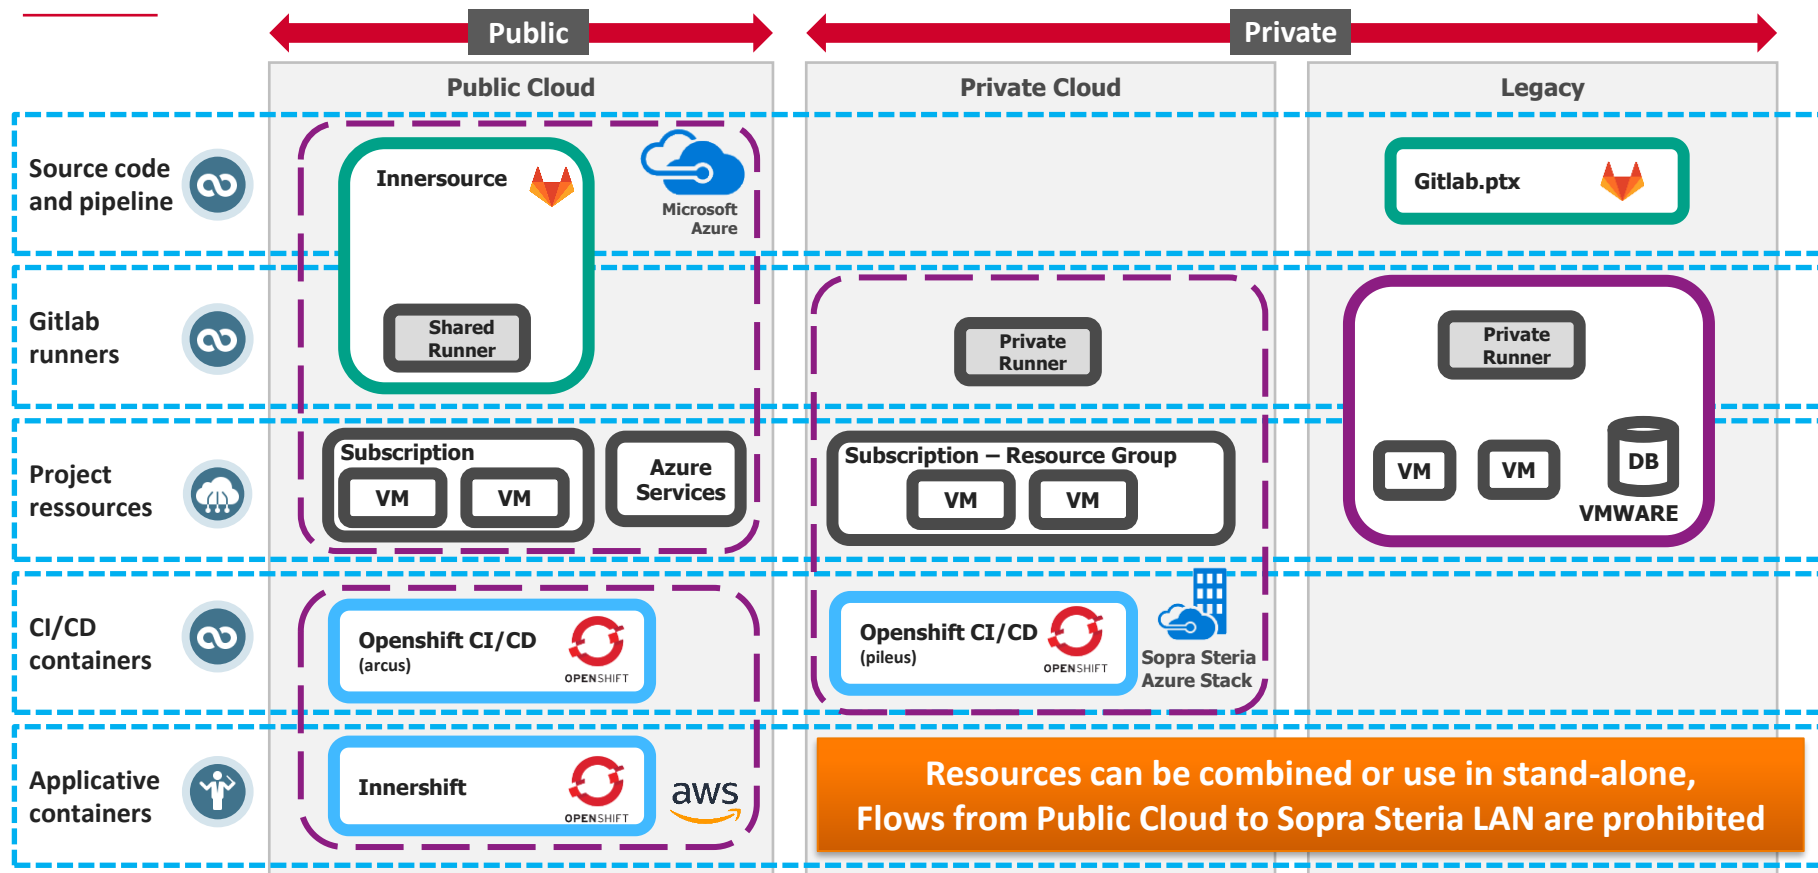 Public
Private
Public Cloud
Private Cloud
Legacy
Source code
and pipeline
Innersource
Microsoft
Azure
Gitlab.ptx
Gitlab
runners
Shared
Runner
Private
Runner
Private
Runner
Project
ressources
Subscription
VM
VM
Azure
Services
Subscription – Resource Group
VM
VM
VM
VM
DB
VMWARE
CI/CD
containers
Openshift CI/CD
(arcus)
OPENSHIFT
Openshift CI/CD
(pileus)
OPENSHIFT
Sopra Steria
Azure Stack
Applicative
containers
Innershift
OPENSHIFT
aws
Resources can be combined or use in stand-alone,
Flows from Public Cloud to Sopra Steria LAN are prohibited